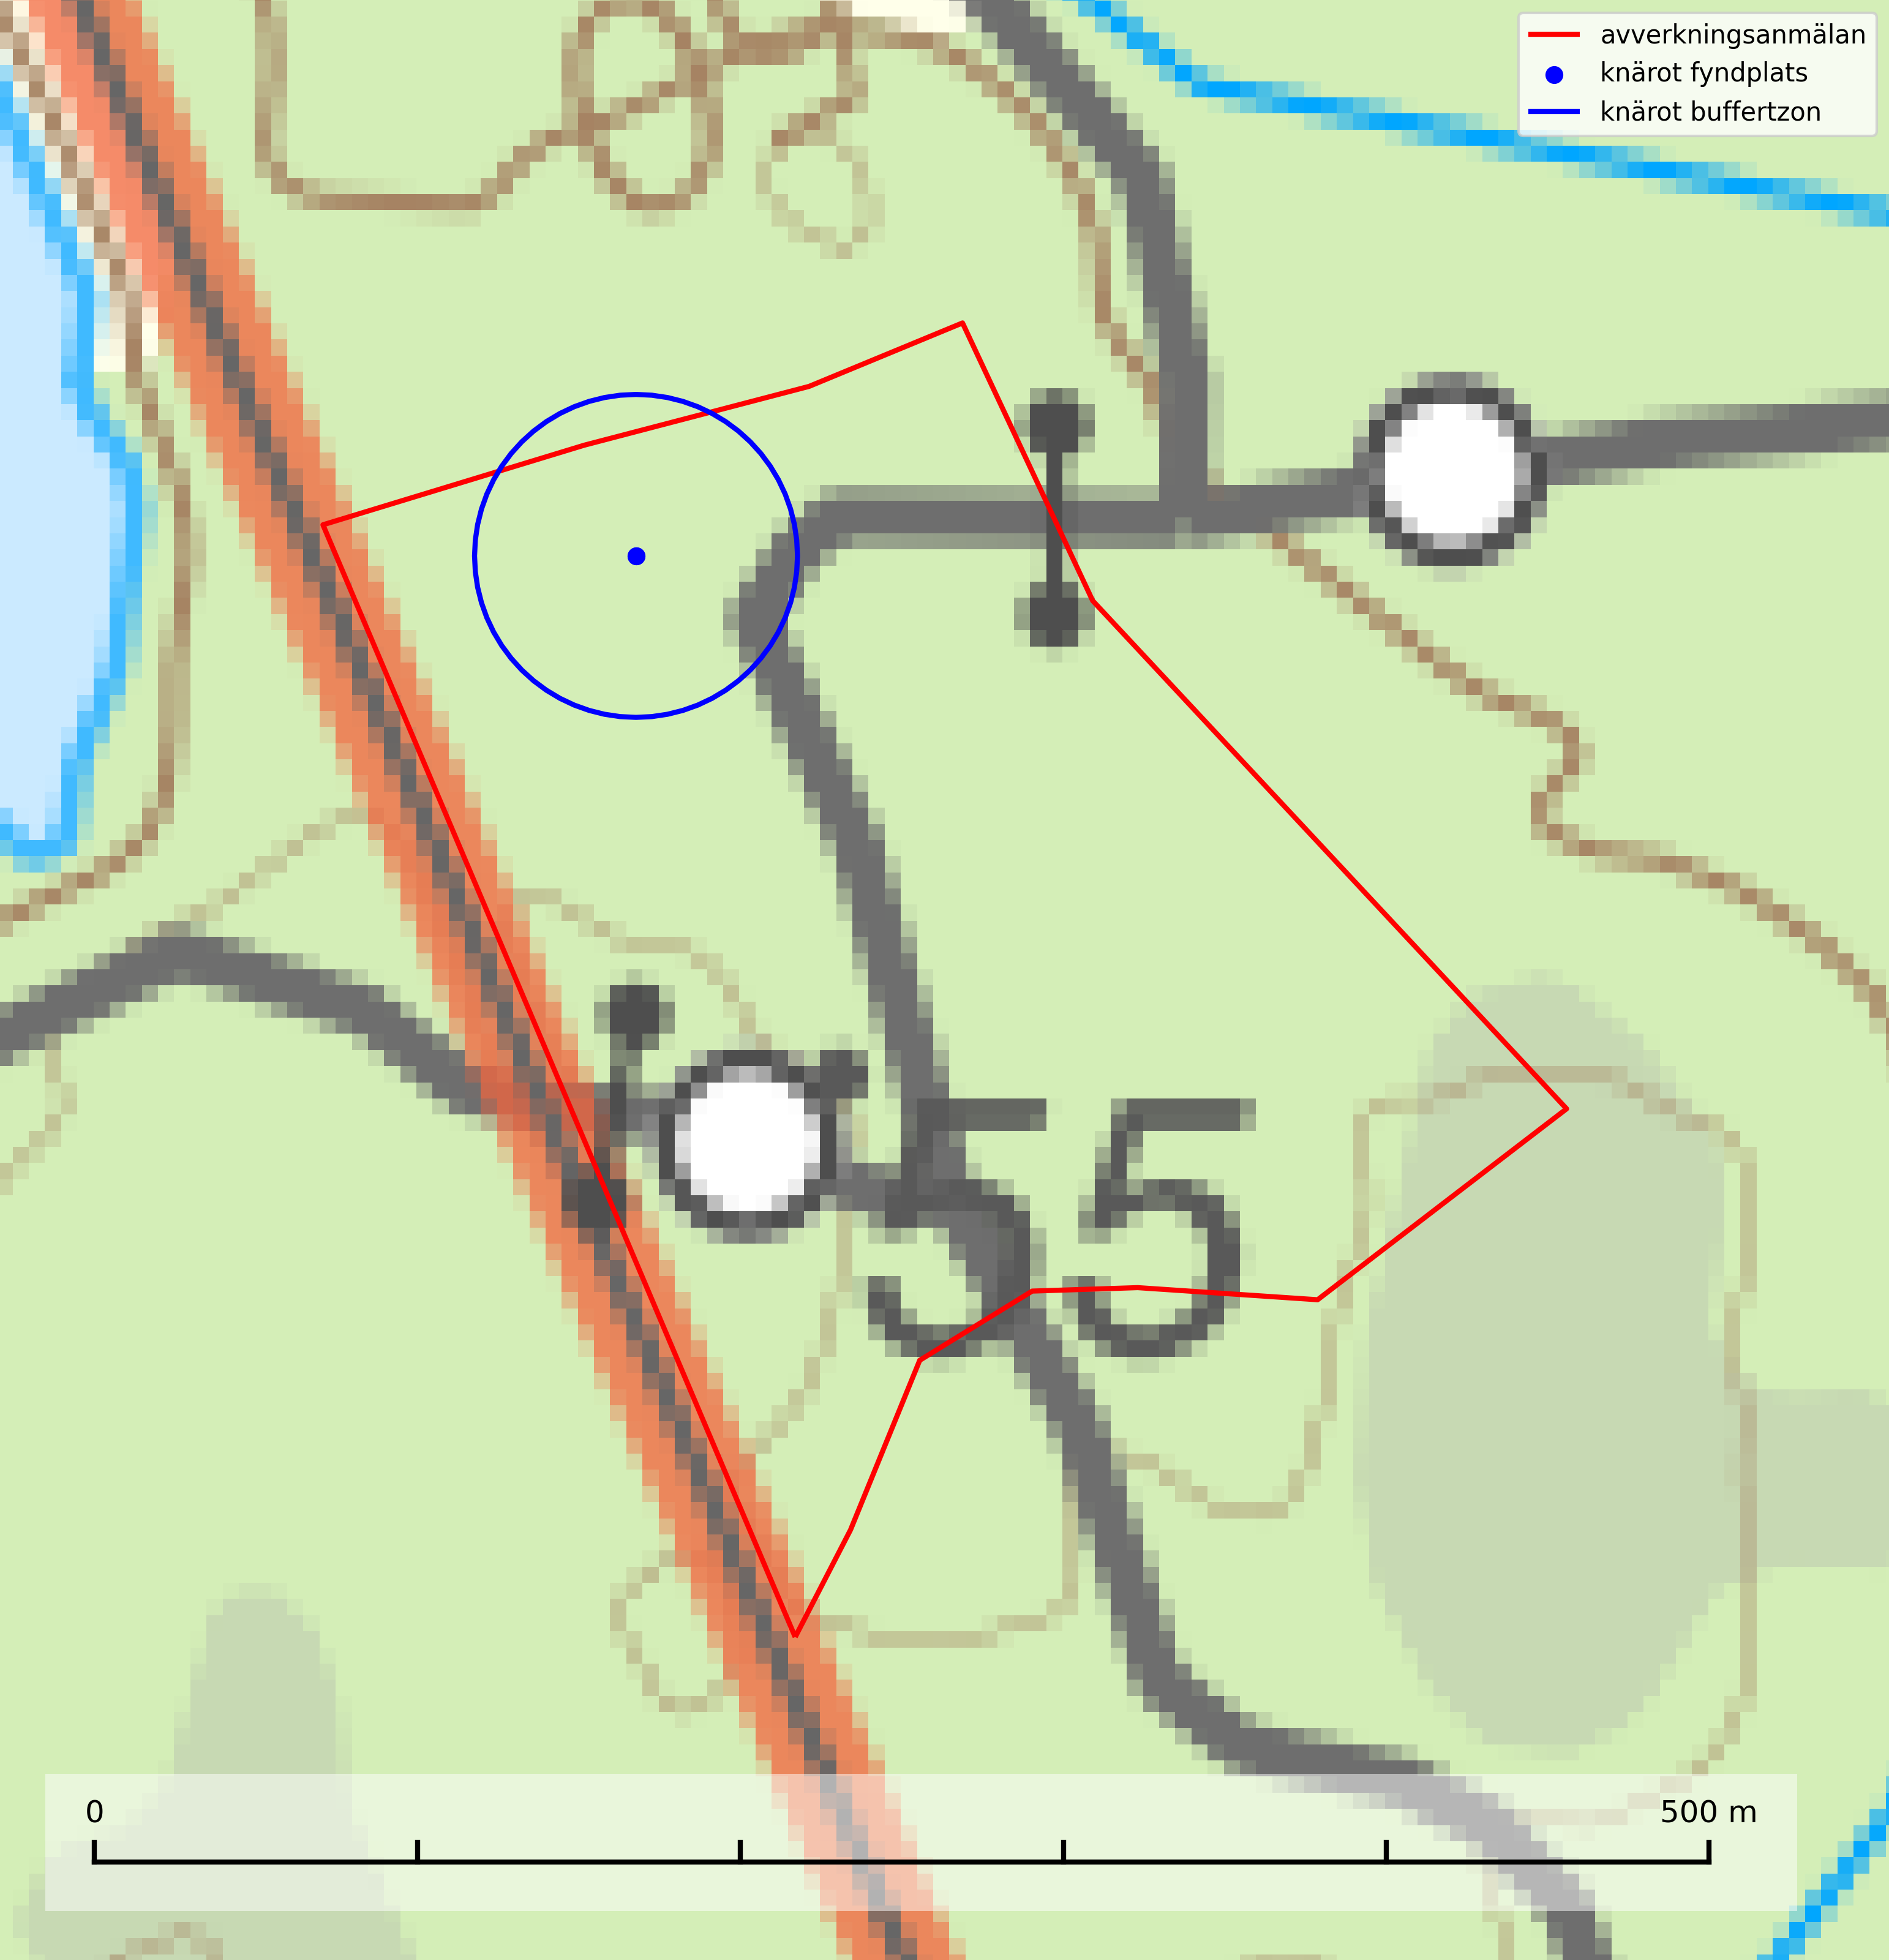 avverkningsanmälan
knärot fyndplats
knärot buffertzon
55
0 500 m